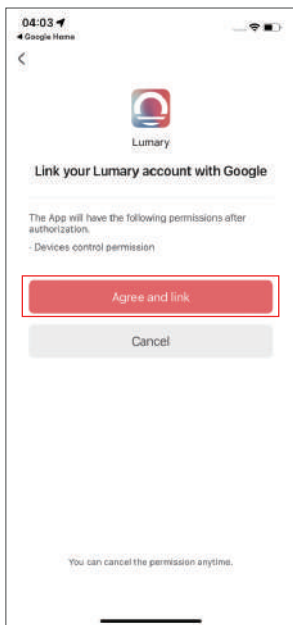 04:03
Google Home
Lumary
Link your Lumary account with Google
The App will have the following permissions after
authorization.
- Devices control permission
Agree and link
Cancel
You can cancel the permission anytime.